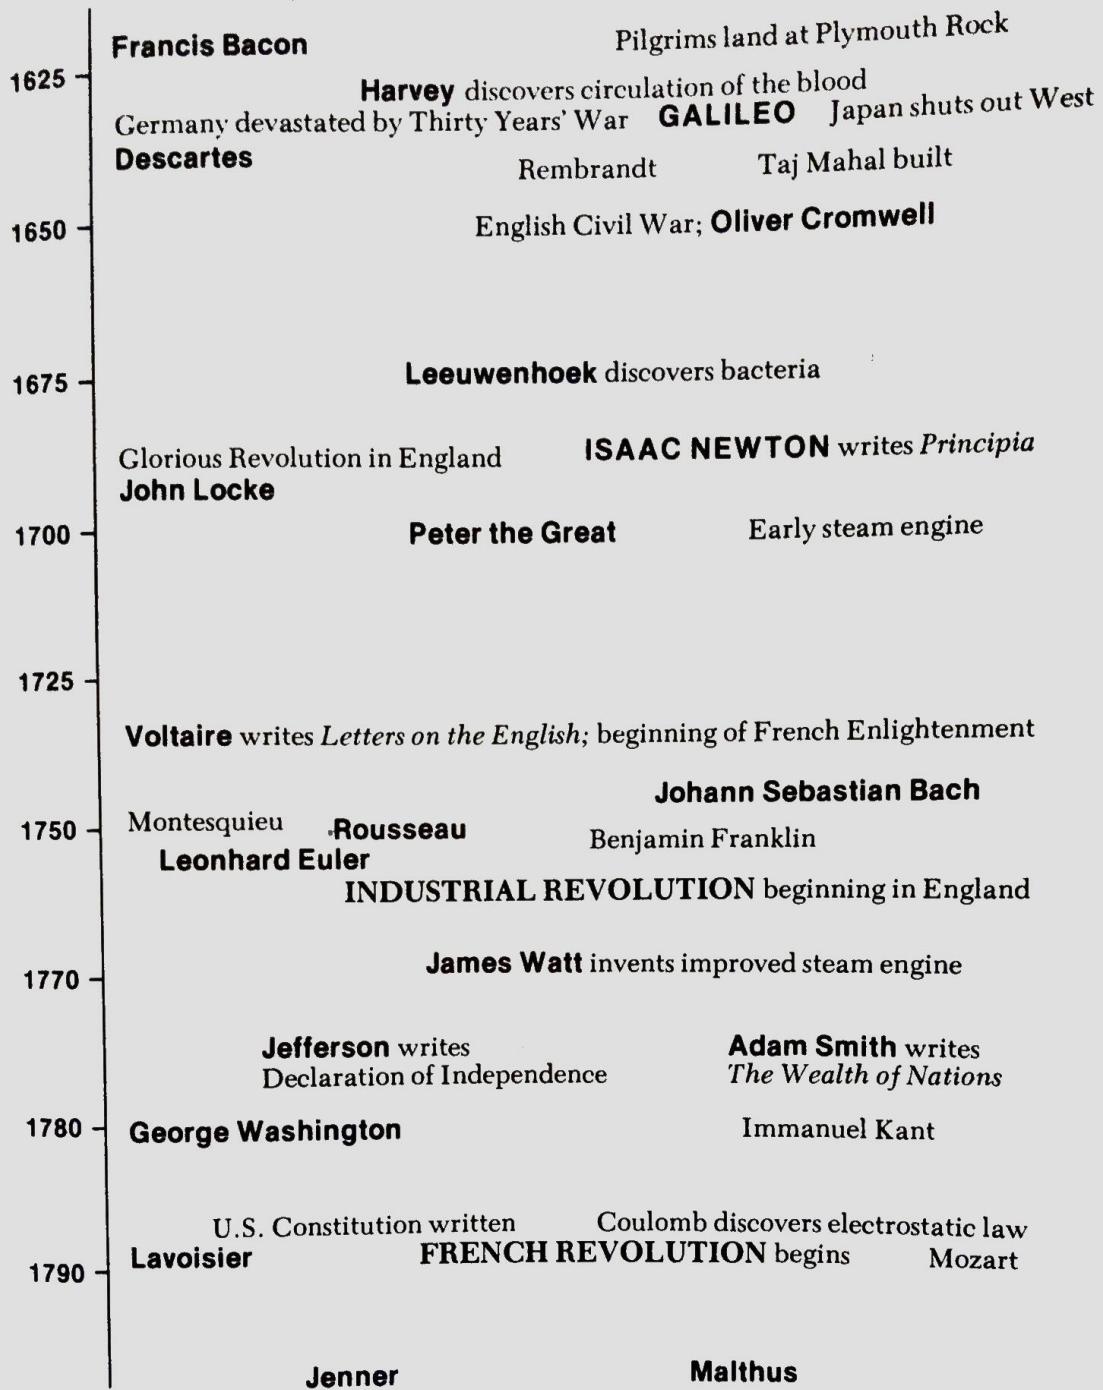 Francis Bacon Pilgrims land at Plymouth Rock
1625
Harvey discovers circulation of the blood
Germany devastated by Thirty Years' War GALILEO Japan shuts out West
Descartes Rembrandt Taj Mahal built
1650 English Civil War; Oliver Cromwell
1675 Leeuwenhoek discovers bacteria
Glorious Revolution in England ISAAC NEWTON writes Principia
John Locke
1700 Peter the Great Early steam engine
1725
Voltaire writes Letters on the English; beginning of French Enlightenment
Johann Sebastian Bach
1750 Montesquieu Rousseau Benjamin Franklin
Leonhard Euler
INDUSTRIAL REVOLUTION beginning in England
1770 James Watt invents improved steam engine
Jefferson writes Adam Smith writes
Declaration of Independence The Wealth of Nations
1780 George Washington Immanuel Kant
U.S. Constitution written Coulomb discovers electrostatic law
Lavoisier FRENCH REVOLUTION begins Mozart
1790
Jenner Malthus